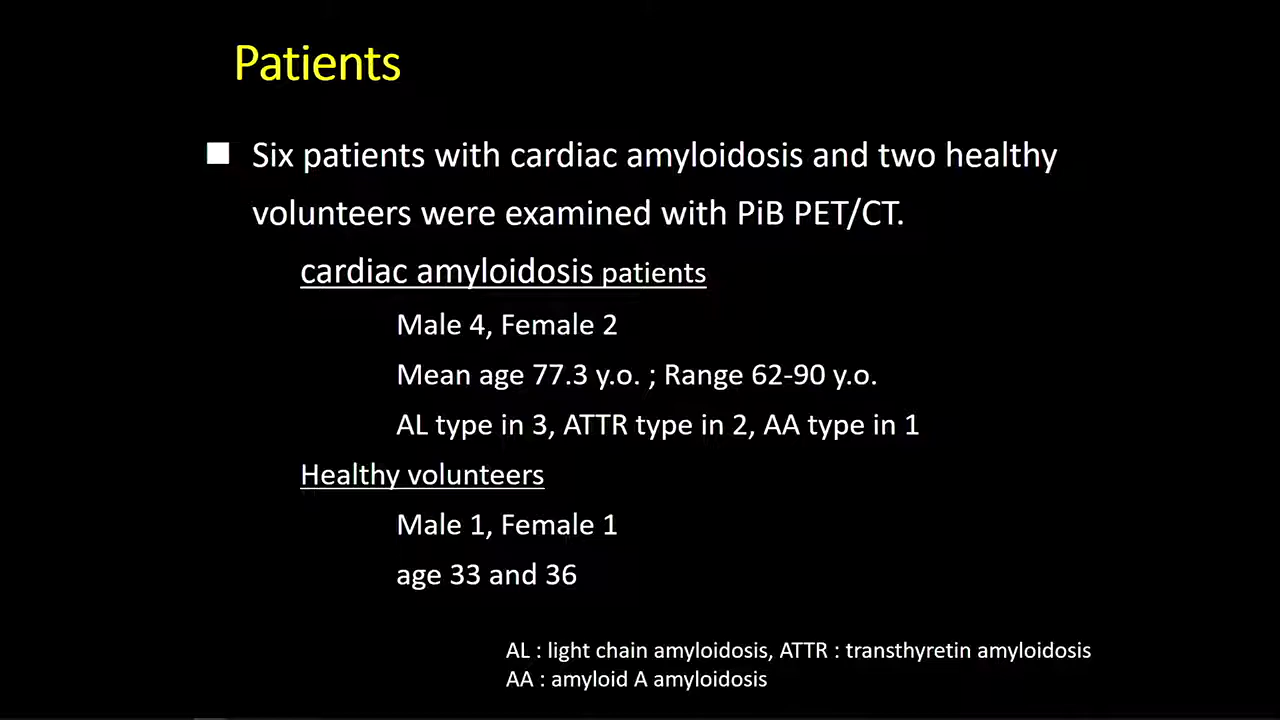 Patients
Six patients with cardiac amyloidosis and two healthy
volunteers were examined with PiB PET/CT.
cardiac amyloidosis patients
Male 4, Female 2
Mean age 77.3 y.o. ; Range 62-90 y.o.
AL type in 3, ATTR type in 2, AA type in 1
Healthy volunteers
Male 1, Female 1
age 33 and 36
AL : light chain amyloidosis, ATTR : transthyretin amyloidosis
AA : amyloid A amyloidosis